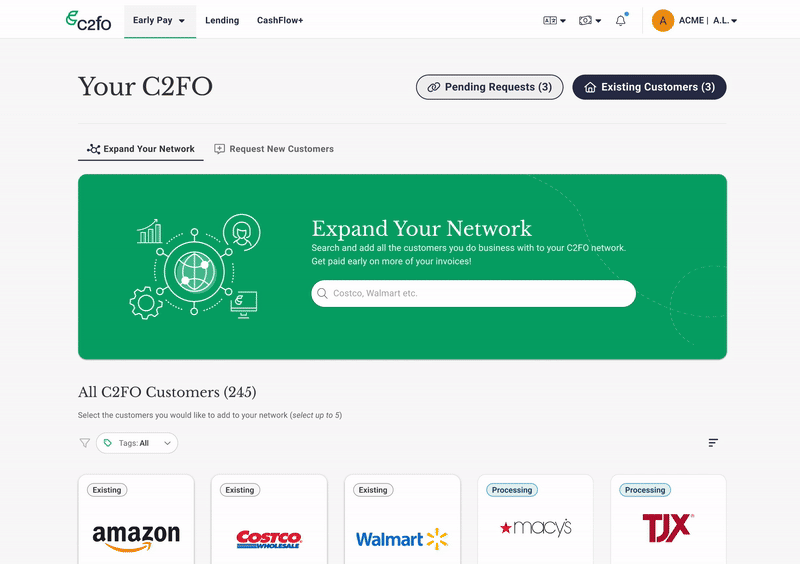 c2fo Early Pay Lending CashFlow+ A ACME | A.L.
Your C2FO Pending Requests (3) Existing Customers (3)
Expand Your Network Request New Customers
Expand Your Network
Search and add all the customers you do business with to your C2FO network.
Get paid early on more of your invoices!
Costco, Walmart etc.
All C2FO Customers (245)
Select the customers you would like to add to your network (select up to 5)
Tags: All
Existing Existing Existing Processing Processing
amazon COSTCO WHOLESALE Walmart macy's TJX